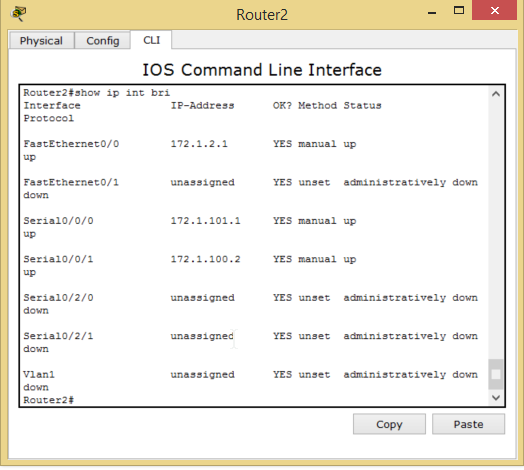 Router2
Physical Config CLI
IOS Command Line Interface
Router2#show ip int bri
Interface IP-Address OK? Method Status
Protocol
FastEthernet0/0 172.1.2.1 YES manual up
up
FastEthernet0/1 unassigned YES unset administratively down
down
Serial0/0/0 172.1.101.1 YES manual up
up
Serial0/0/1 172.1.100.2 YES manual up
up
Serial0/2/0 unassigned YES unset administratively down
down
Serial0/2/1 unassigned YES unset administratively down
down
Vlan1 unassigned YES unset administratively down
down
Router2#
Copy Paste